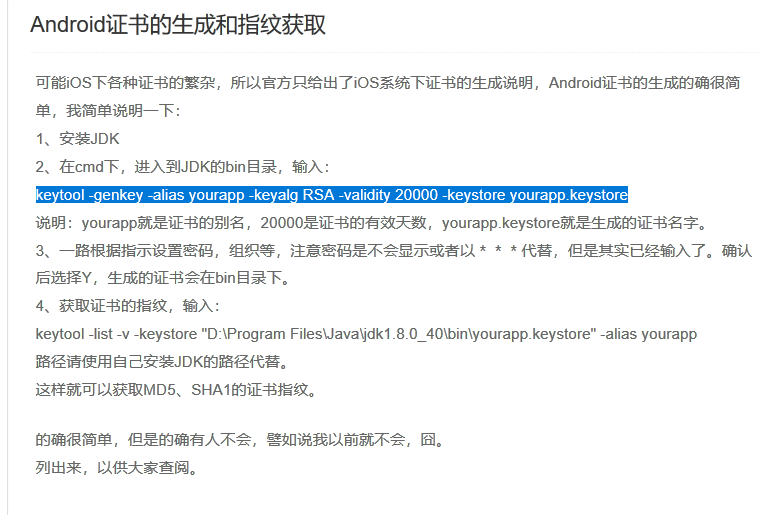 Android证书的生成和指纹获取
可能iOS下各种证书的繁杂，所以官方只给出了iOS系统下证书的生成说明，Android证书的生成的确很简
单，我简单说明一下：
1、安装JDK
2、在cmd下，进入到JDK的bin目录，输入：
keytool -genkey -alias yourapp -keyalg RSA -validity 20000 -keystore yourapp.keystore
说明：yourapp就是证书的别名，20000是证书的有效天数，yourapp.keystore就是生成的证书名字。
3、一路根据指示设置密码，组织等，注意密码是不会显示或者以＊＊＊代替，但是其实已经输入了。确认
后选择Y，生成的证书会在bin目录下。
4、获取证书的指纹，输入：
keytool -list -v -keystore "D:\Program Files\Java\jdk1.8.0_40\bin\yourapp.keystore" -alias yourapp
路径请使用自己安装JDK的路径代替。
这样就可以获取MD5、SHA1的证书指纹。
的确很简单，但是的确有人不会，譬如说我以前就不会，囧。
列出来，以供大家查阅。